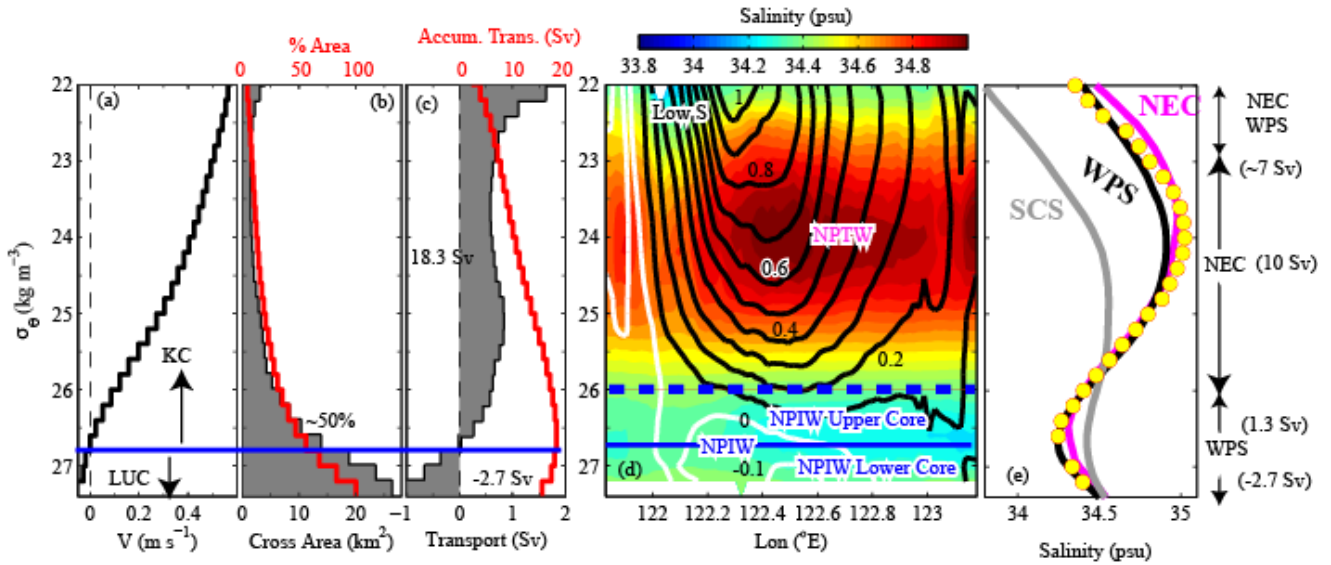 Salinity (psu)
% Area
Accum. Trans. (Sv)
0 50 100
0 10 20
33.8 34 34.2 34.4 34.6 34.8
22
23
24
25
26
27
σθ (kg m⁻³)
(a)
KC
LUC
0 0.2 0.4
V (m s⁻¹)
(b)
~50%
0 10 20
Cross Area (km²)
(c)
18.3 Sv
-2.7 Sv
−1 0 1 2
Transport (Sv)
22
23
24
25
26
27
Low S
1
0.8
NPTW
0.6
0.4
0.2
0
NPIW Upper Core
NPIW
NPIW Lower Core
(d)
-0.1
122 122.2 122.4 122.6 122.8 123
Lon (°E)
NEC
WPS
SCS
(e)
34 34.5 35
Salinity (psu)
NEC
WPS
(~7 Sv)
NEC (10 Sv)
(1.3 Sv)
WPS
(-2.7 Sv)